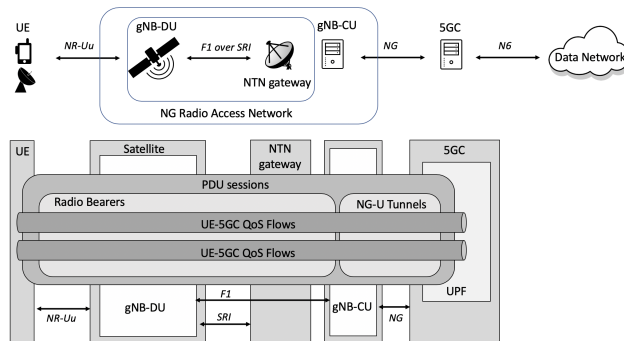 UE
gNB-DU
gNB-CU
5GC
NR-Uu
F1 over SRI
NG
N6
Data Network
NTN gateway
NG Radio Access Network
UE
Satellite
NTN
gateway
5GC
PDU sessions
Radio Bearers
NG-U Tunnels
UE-5GC QoS Flows
UE-5GC QoS Flows
UPF
F1
gNB-DU
gNB-CU
NR-Uu
SRI
NG